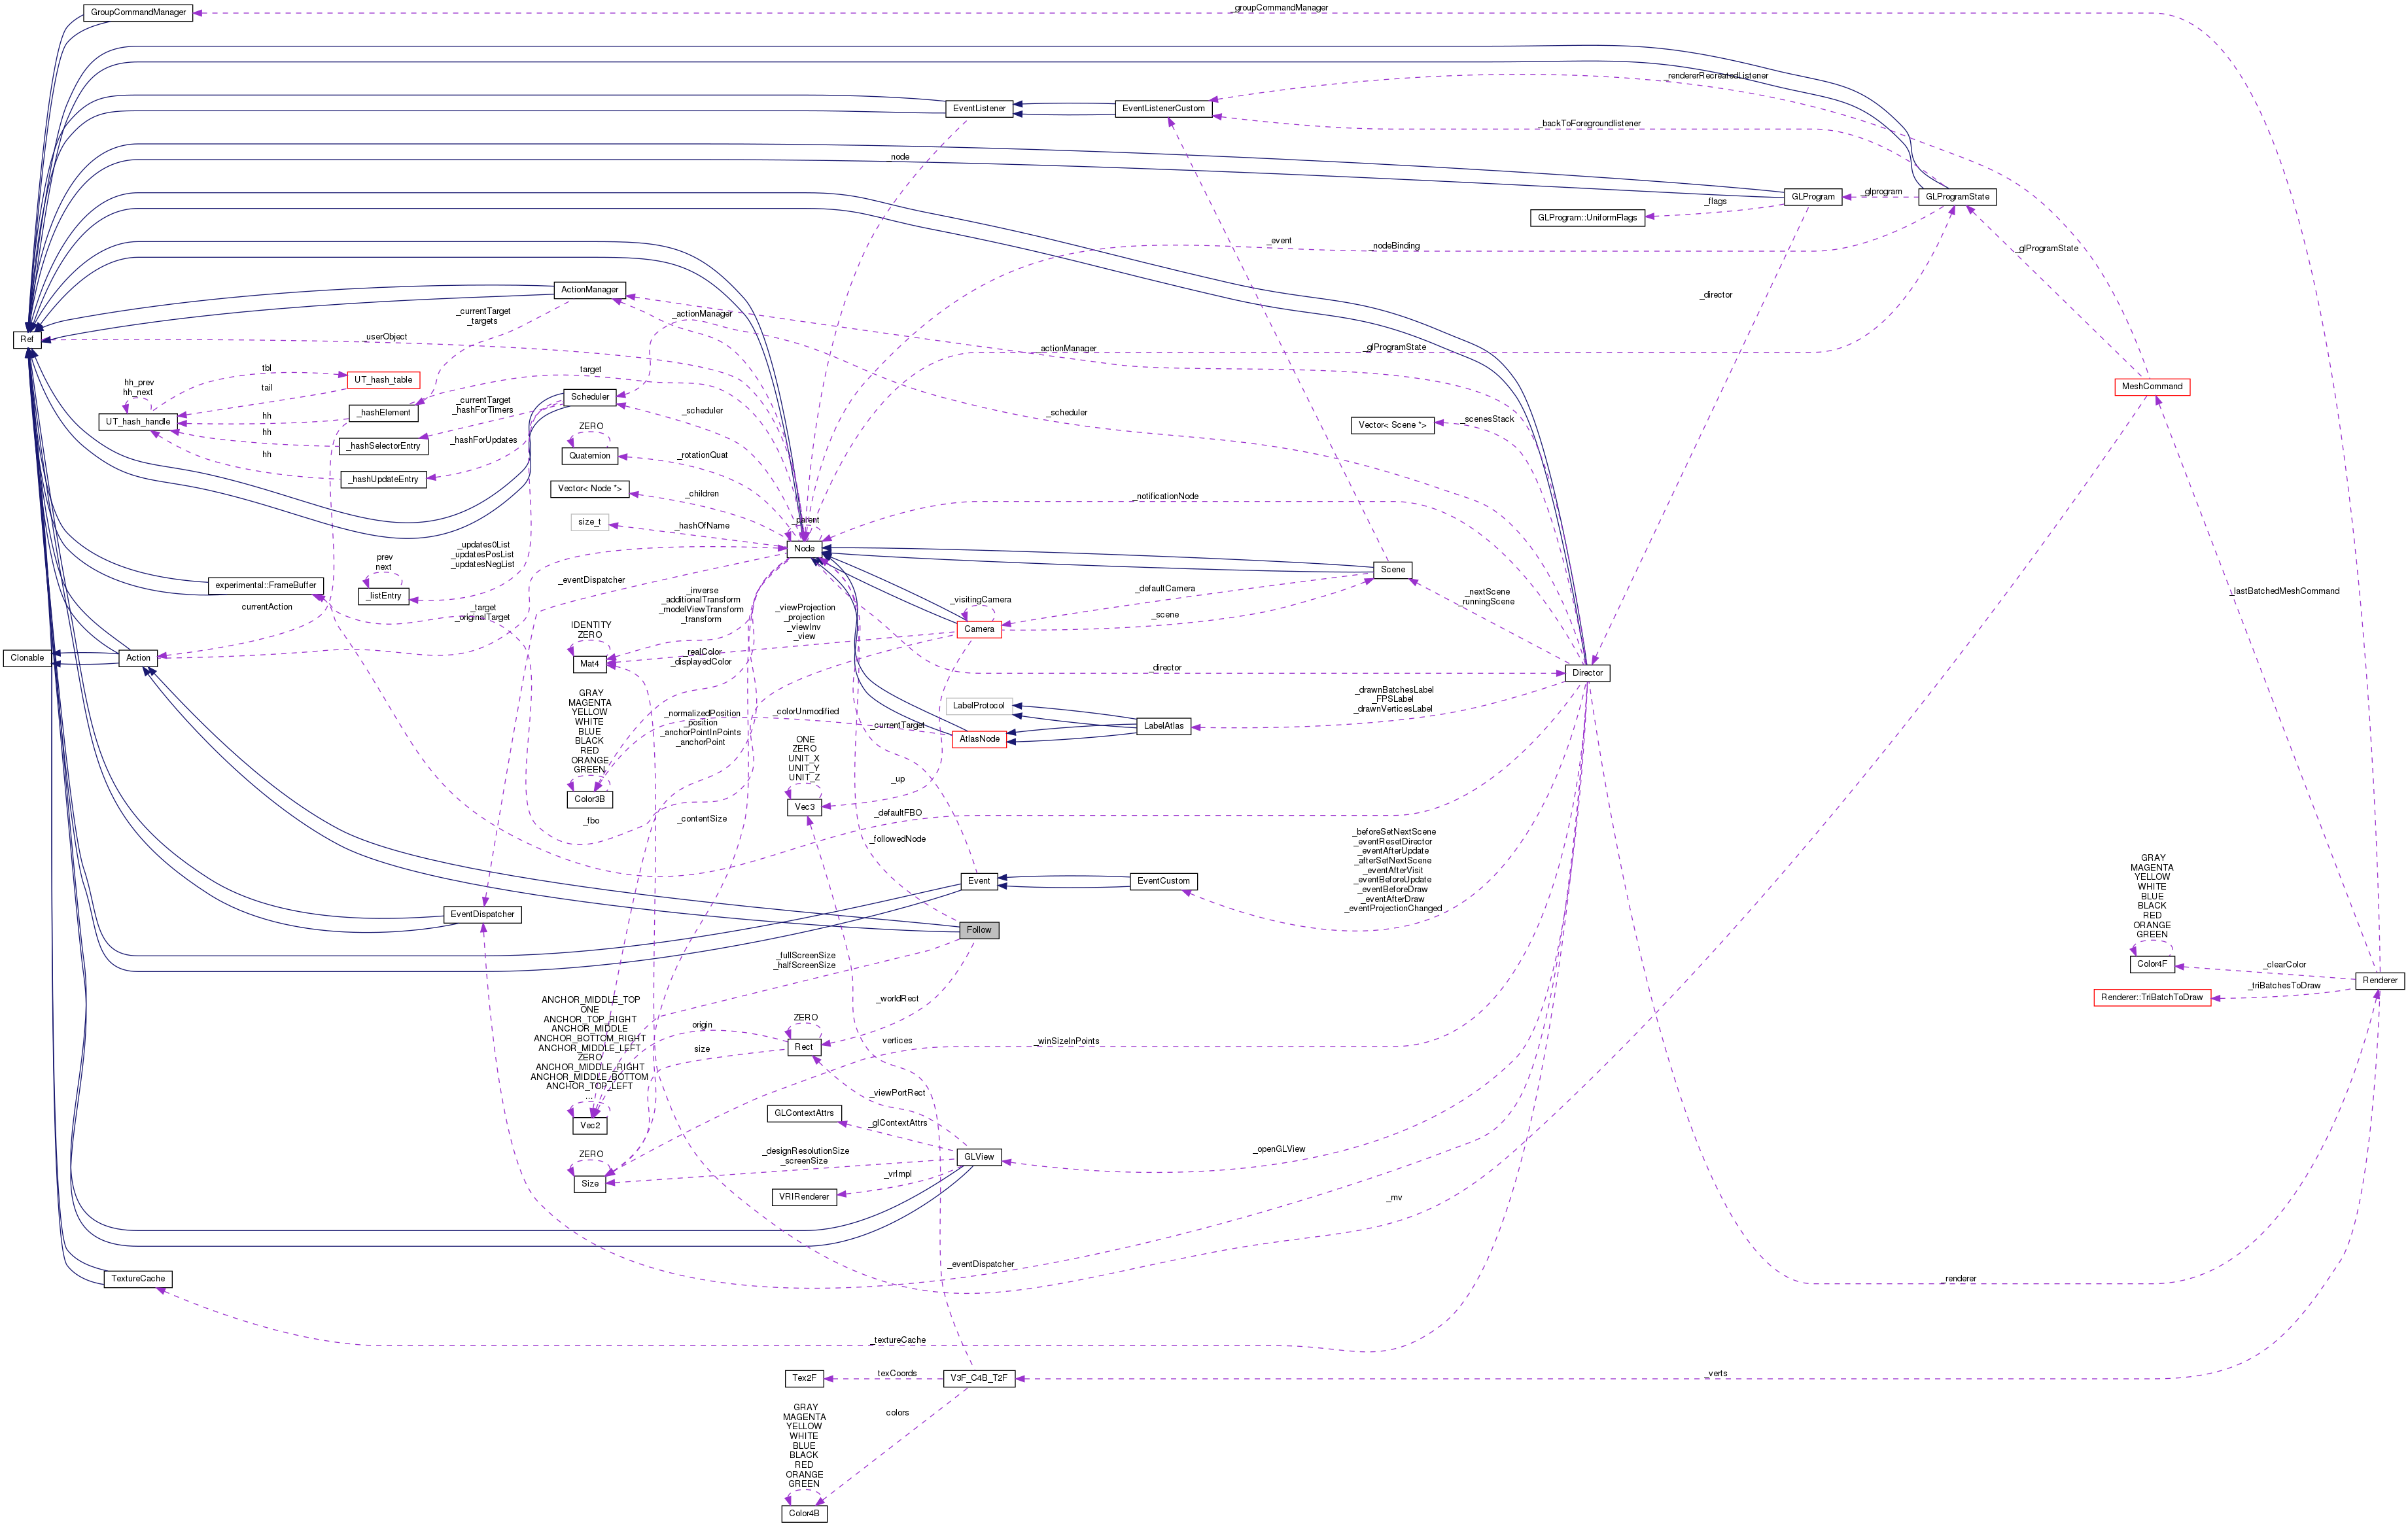 GroupCommandManager
_groupCommandManager
_rendererRecreatedListener
EventListener
EventListenerCustom
_backToForegroundlistener
_node
GLProgram
_glprogram
GLProgramState
_flags
GLProgram::UniformFlags
_event
_nodeBinding
_glProgramState
ActionManager
_director
_currentTarget
_targets
_actionManager
Ref
_userObject
_actionManager
_glProgramState
tbl
UT_hash_table
target
hh_prev
hh_next
tail
MeshCommand
Scheduler
_currentTarget
_hashForTimers
_hashElement
hh
UT_hash_handle
_scheduler
_scheduler
_scenesStack
Vector< Scene *>
ZERO
hh
_hashSelectorEntry
_hashForUpdates
Quaternion
_rotationQuat
hh
_hashUpdateEntry
Vector< Node *>
_children
_notificationNode
size_t
_hashOfName
_parent
Node
_updates0List
_updatesPosList
_updatesNegList
prev
next
experimental::FrameBuffer
_listEntry
_eventDispatcher
Scene
_inverse
_additionalTransform
_modelViewTransform
_transform
_visitingCamera
_defaultCamera
_nextScene
_runningScene
_lastBatchedMeshCommand
currentAction
_target
_originalTarget
_viewProjection
_projection
_viewInv
_view
_scene
Camera
IDENTITY
ZERO
Clonable
Action
Mat4
_realColor
_displayedColor
_director
Director
GRAY
MAGENTA
YELLOW
WHITE
BLUE
BLACK
RED
ORANGE
GREEN
Color3B
_normalizedPosition
_position
_anchorPointInPoints
_anchorPoint
_colorUnmodified
_currentTarget
LabelProtocol
LabelAtlas
AtlasNode
_drawnBatchesLabel
_FPSLabel
_drawnVerticesLabel
ONE
ZERO
UNIT_X
UNIT_Y
UNIT_Z
Vec3
_up
_fbo
_contentSize
_defaultFBO
_followedNode
_beforeSetNextScene
_eventResetDirector
_eventAfterUpdate
_afterSetNextScene
_eventAfterVisit
_eventBeforeUpdate
_eventBeforeDraw
_eventAfterDraw
_eventProjectionChanged
Event
EventCustom
EventDispatcher
Follow
GRAY
MAGENTA
YELLOW
WHITE
BLUE
BLACK
RED
ORANGE
GREEN
Color4F
_clearColor
Renderer
_triBatchesToDraw
Renderer::TriBatchToDraw
_fullScreenSize
_halfScreenSize
_worldRect
ANCHOR_MIDDLE_TOP
ONE
ANCHOR_TOP_RIGHT
ANCHOR_MIDDLE
ANCHOR_BOTTOM_RIGHT
ANCHOR_MIDDLE_LEFT
ZERO
ANCHOR_MIDDLE_RIGHT
ANCHOR_MIDDLE_BOTTOM
ANCHOR_TOP_LEFT
...
Vec2
origin
ZERO
Rect
size
vertices
_winSizeInPoints
_viewPortRect
GLContextAttrs
_glContextAttrs
ZERO
Size
_designResolutionSize
_screenSize
GLView
_openGLView
_vrImpl
VRIRenderer
_mv
_eventDispatcher
TextureCache
_renderer
_textureCache
Tex2F
texCoords
V3F_C4B_T2F
_verts
colors
GRAY
MAGENTA
YELLOW
WHITE
BLUE
BLACK
RED
ORANGE
GREEN
Color4B